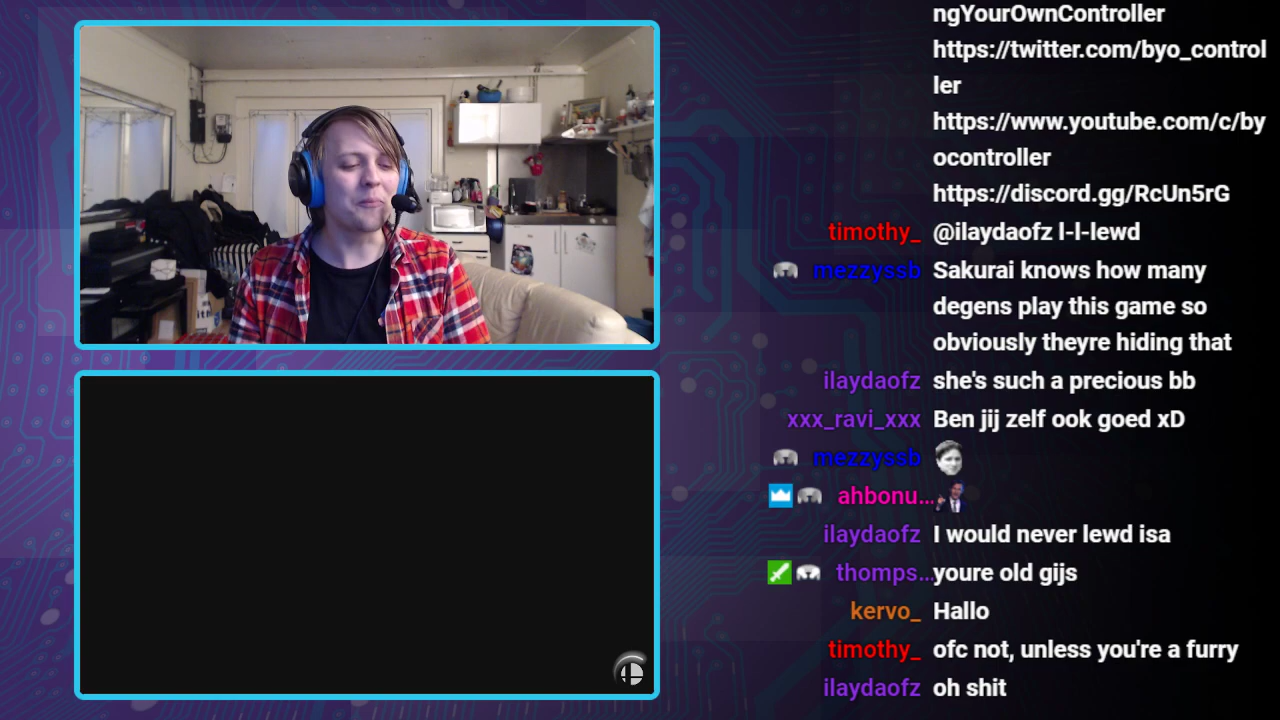 ngYourOwnController
https://twitter.com/byo_control
ler
https://www.youtube.com/c/by
ocontroller
https://discord.gg/RcUn5rG
timothy_ @ilaydaofz l-l-lewd
mezzyssb Sakurai knows how many
degens play this game so
obviously theyre hiding that
ilaydaofz she's such a precious bb
xxx_ravi_xxx Ben jij zelf ook goed xD
mezzyssb
ahbonu...
ilaydaofz I would never lewd isa
thomps... youre old gijs
kervo_ Hallo
timothy_ ofc not, unless you're a furry
ilaydaofz oh shit